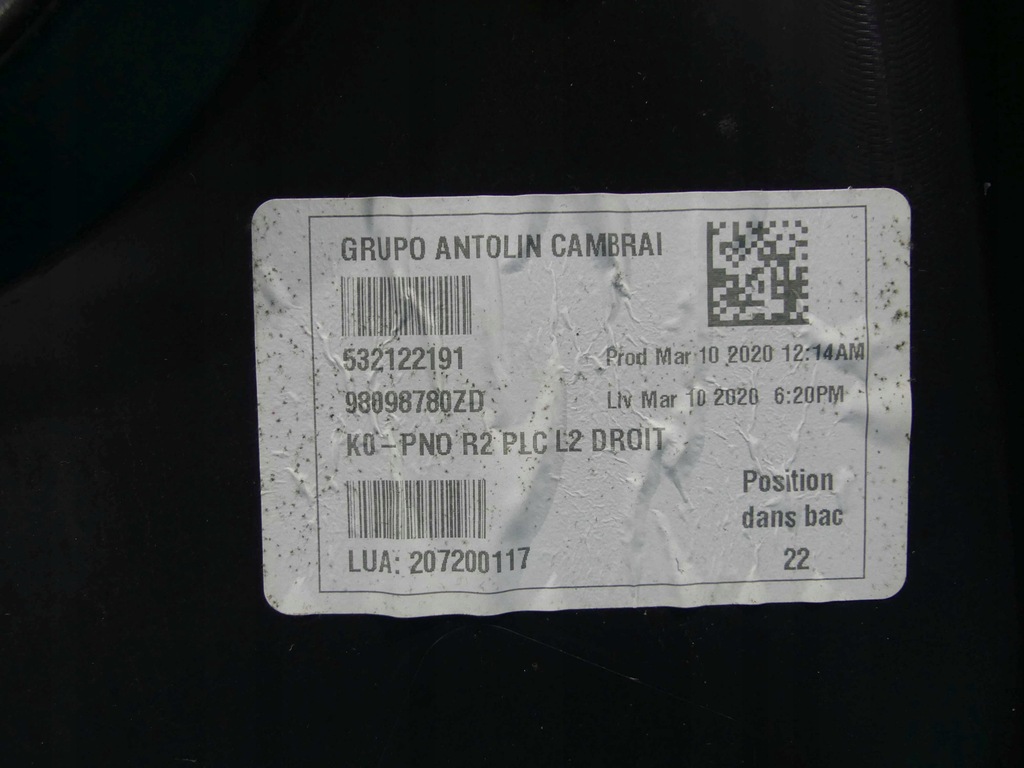 GRUPO ANTOLIN CAMBRAI
532122191
Prod Mar 10 2020 12:14AM
98098780ZD
Liv Mar 10 2020 6:20PM
K0-PNO R2 PLC L2 DROIT
Position
dans bac
LUA: 207200117
22